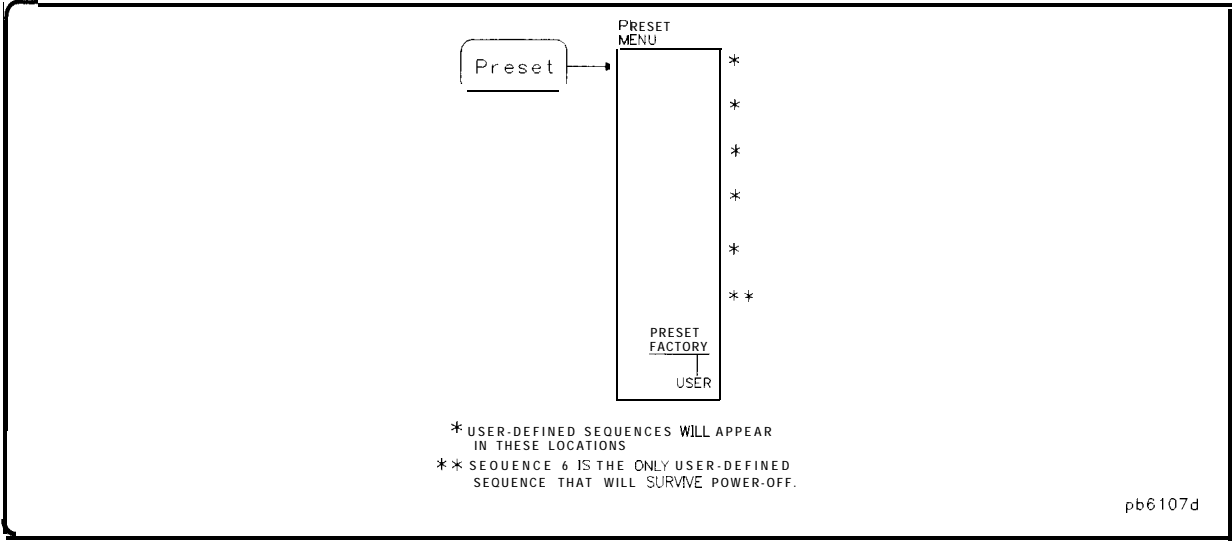 PRESET
MENU
Preset
*
*
*
*
*
**
PRESET
FACTORY
USER
* USER-DEFINED SEQUENCES WILL APPEAR
IN THESE LOCATIONS
** SEQUENCE 6 IS THE ONLY USER-DEFINED
SEQUENCE THAT WILL SURVIVE POWER-OFF.
pb6107d